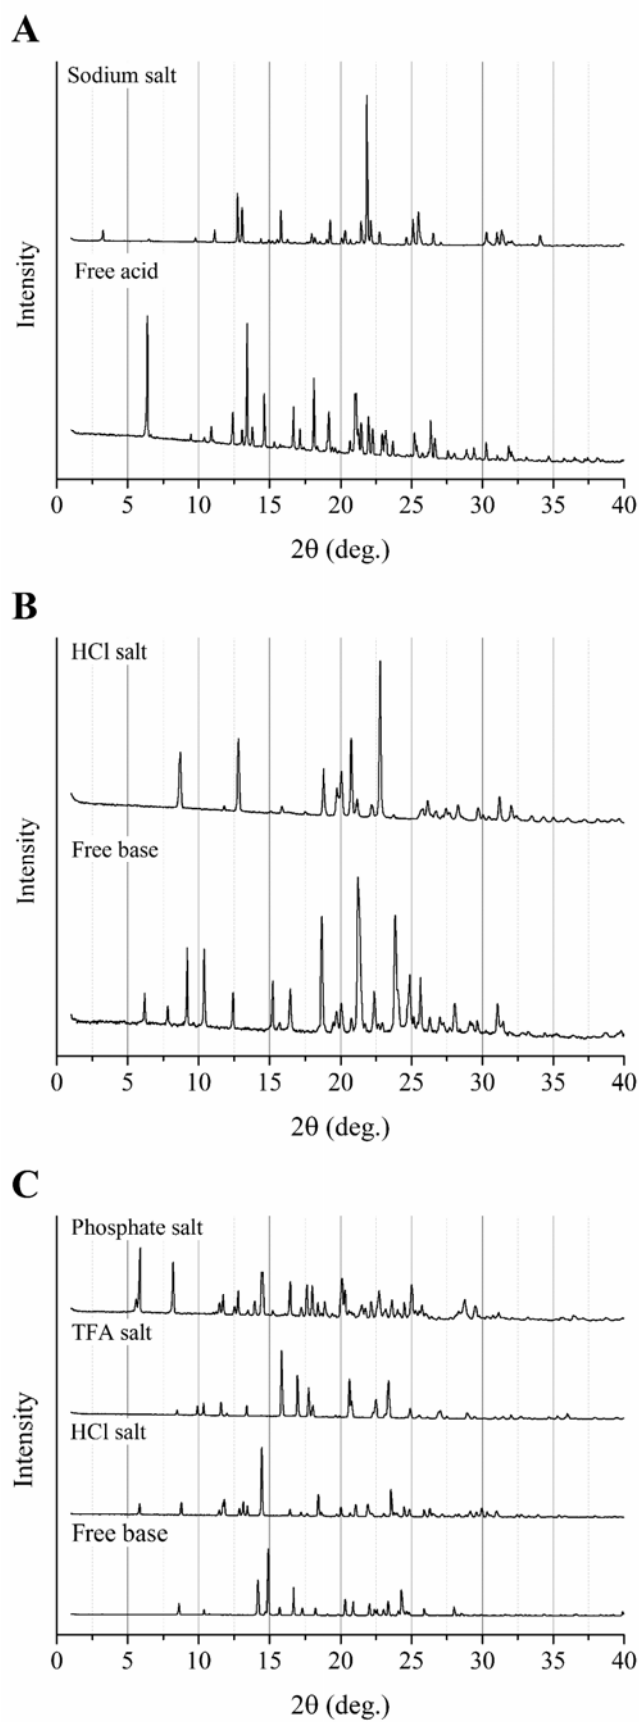 A
Sodium salt
Free acid
Intensity
0 5 10 15 20 25 30 35 40
2θ (deg.)
B
HCl salt
Free base
Intensity
0 5 10 15 20 25 30 35 40
2θ (deg.)
C
Phosphate salt
TFA salt
HCl salt
Free base
Intensity
0 5 10 15 20 25 30 35 40
2θ (deg.)